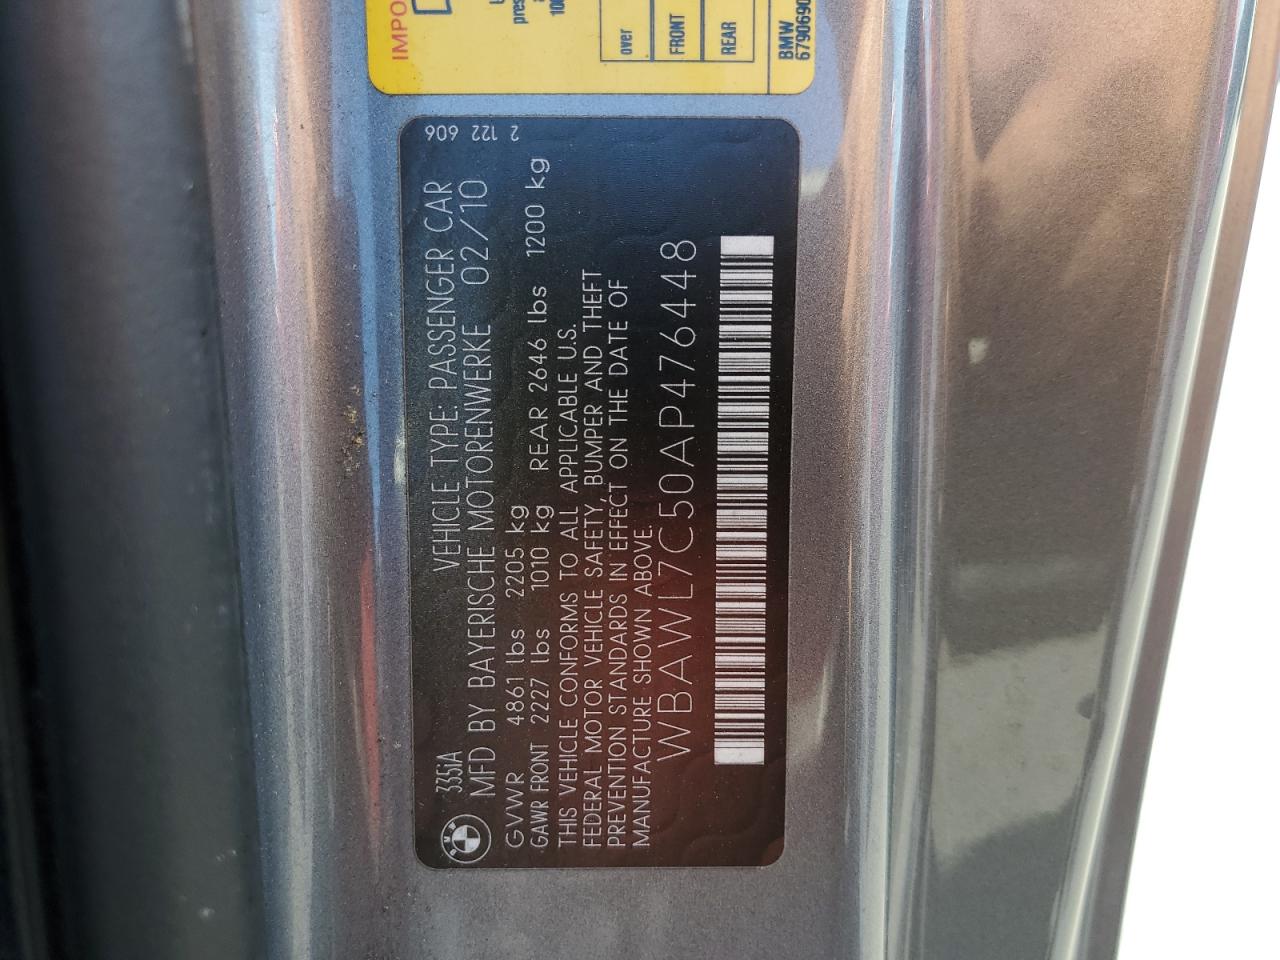 IMPO
over
FRONT
REAR
BMW
6790690
335IA VEHICLE TYPE: PASSENGER CAR 2 122 606
MFD BY BAYERISCHE MOTORENWERKE 02/10
GVWR 4861 lbs 2205 kg
GAWR FRONT 2227 lbs 1010 kg REAR 2646 lbs 1200 kg
THIS VEHICLE CONFORMS TO ALL APPLICABLE U.S.
FEDERAL MOTOR VEHICLE SAFETY, BUMPER AND THEFT
PREVENTION STANDARDS IN EFFECT ON THE DATE OF
MANUFACTURE SHOWN ABOVE.
WBAWL7C50AP476448